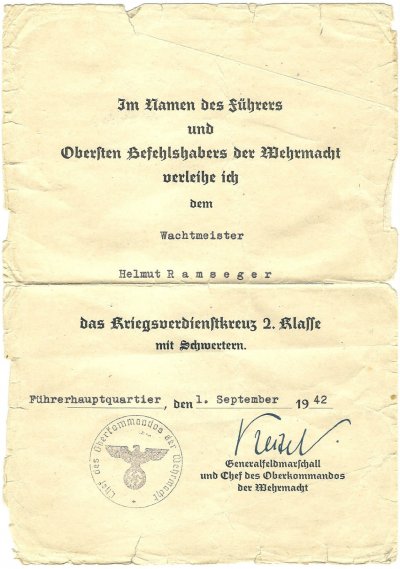 Im Namen des Führers
und
Obersten Befehlshabers der Wehrmacht
verleihe ich
dem
Wachtmeister
Helmut Ramseger
das Kriegsverdienstkreuz 2. Klasse
mit Schwertern.
Führerhauptquartier, den 1. September 1942
Chef des Oberkommandos der Wehrmacht
Keitel
Generalfeldmarschall
und Chef des Oberkommandos
der Wehrmacht